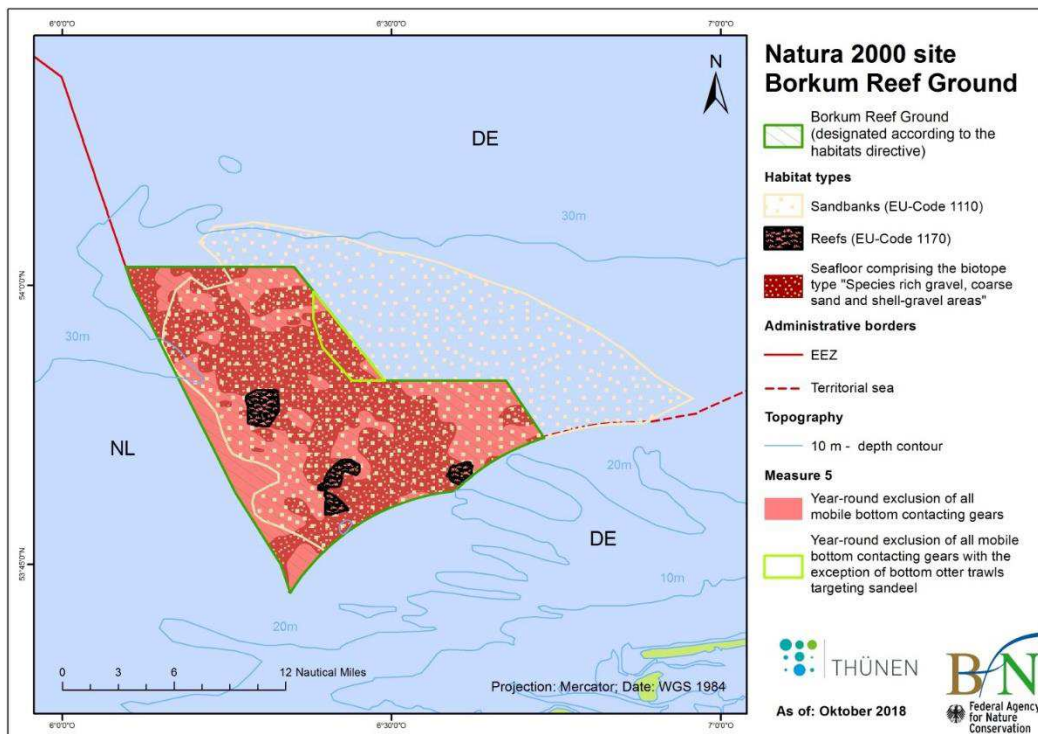 6°0'0"O
6°30'0"O
7°0'0"O
54°0'0"N
53°45'0"N
6°0'0"O
6°30'0"O
7°0'0"O
N
DE
30m
30m
NL
20m
DE
10m
20m
0 3 6 12 Nautical Miles
Projection: Mercator; Date: WGS 1984
Natura 2000 site
Borkum Reef Ground
Borkum Reef Ground
(designated according to the
habitats directive)
Habitat types
Sandbanks (EU-Code 1110)
Reefs (EU-Code 1170)
Seafloor comprising the biotope
type "Species rich gravel, coarse
sand and shell-gravel areas"
Administrative borders
EEZ
Territorial sea
Topography
10 m - depth contour
Measure 5
Year-round exclusion of all
mobile bottom contacting gears
Year-round exclusion of all mobile
bottom contacting gears with the
exception of bottom otter trawls
targeting sandeel
THÜNEN
BfN
Federal Agency
for Nature
Conservation
As of: Oktober 2018